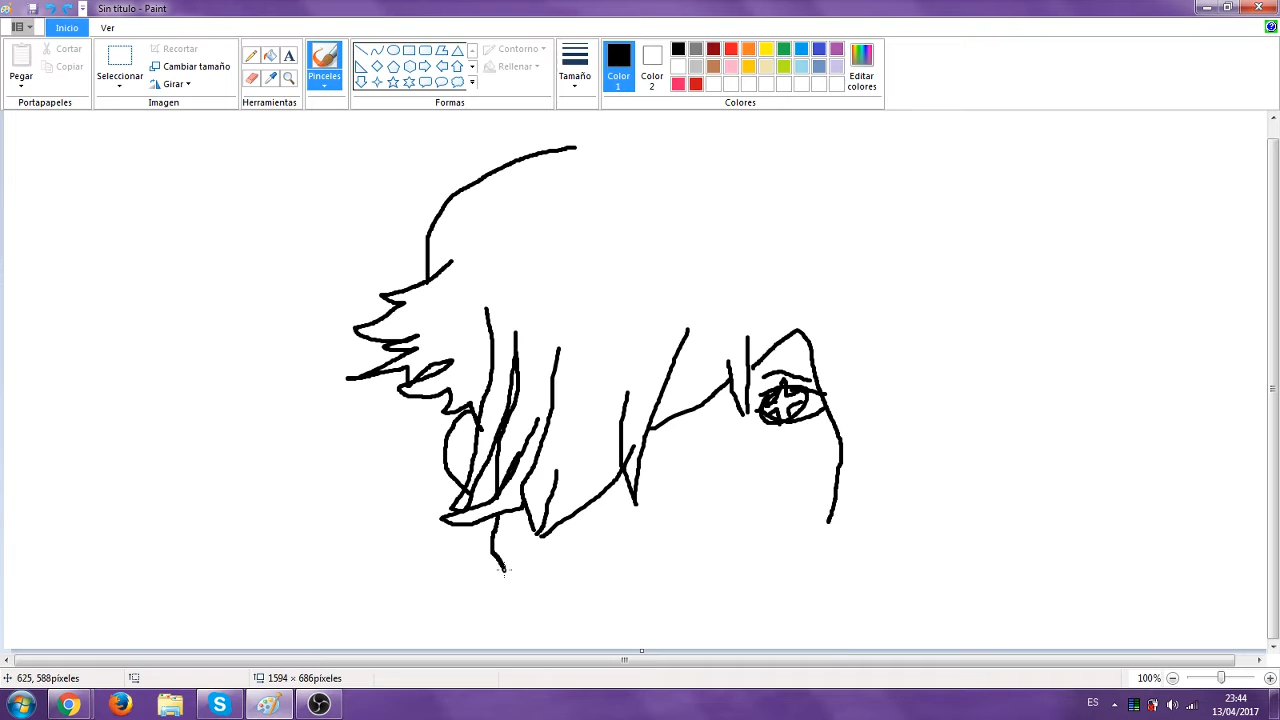 Sin titulo - Paint
Inicio Ver
Pegar
Cortar
Copiar
Portapapeles
Seleccionar
Recortar
Cambiar tamaño
Girar
Imagen
Herramientas
Pinceles
Contorno
Rellenar
Formas
Tamaño
Color 1
Color 2
Editar colores
Colores
625, 588píxeles
1594 × 686píxeles
100%
ES
23:44
13/04/2017